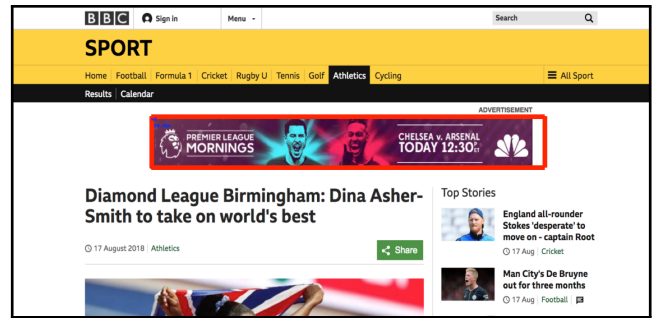 BBC Sign in Menu Search
SPORT
Home Football Formula 1 Cricket Rugby U Tennis Golf Athletics Cycling All Sport
Results Calendar
ADVERTISEMENT
PREMIER LEAGUE
MORNINGS
CHELSEA v. ARSENAL
TODAY 12:30
Diamond League Birmingham: Dina Asher-
Smith to take on world's best
17 August 2018 Athletics
Share
Top Stories
England all-rounder
Stokes 'desperate' to
move on - captain Root
17 Aug Cricket
Man City's De Bruyne
out for three months
17 Aug Football